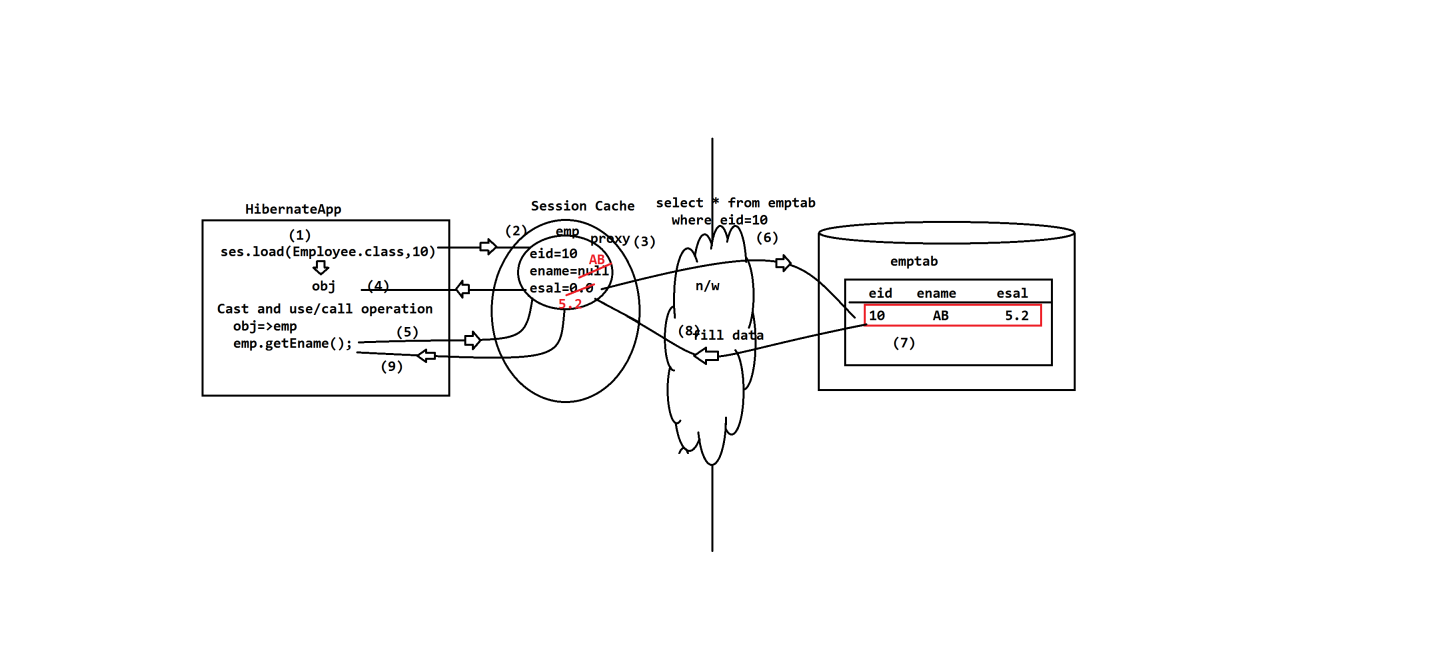 HibernateApp
(1)
ses.load(Employee.class,10)
obj
(4)
Cast and use/call operation
obj=>emp
(5)
emp.getEname();
(9)
Session Cache
(2)
emp
proxy
(3)
eid=10
AB
ename=null
esal=0.0
5.2
select * from emptab
where eid=10
(6)
n/w
(8)
fill data
emptab
eid ename esal
10 AB 5.2
(7)